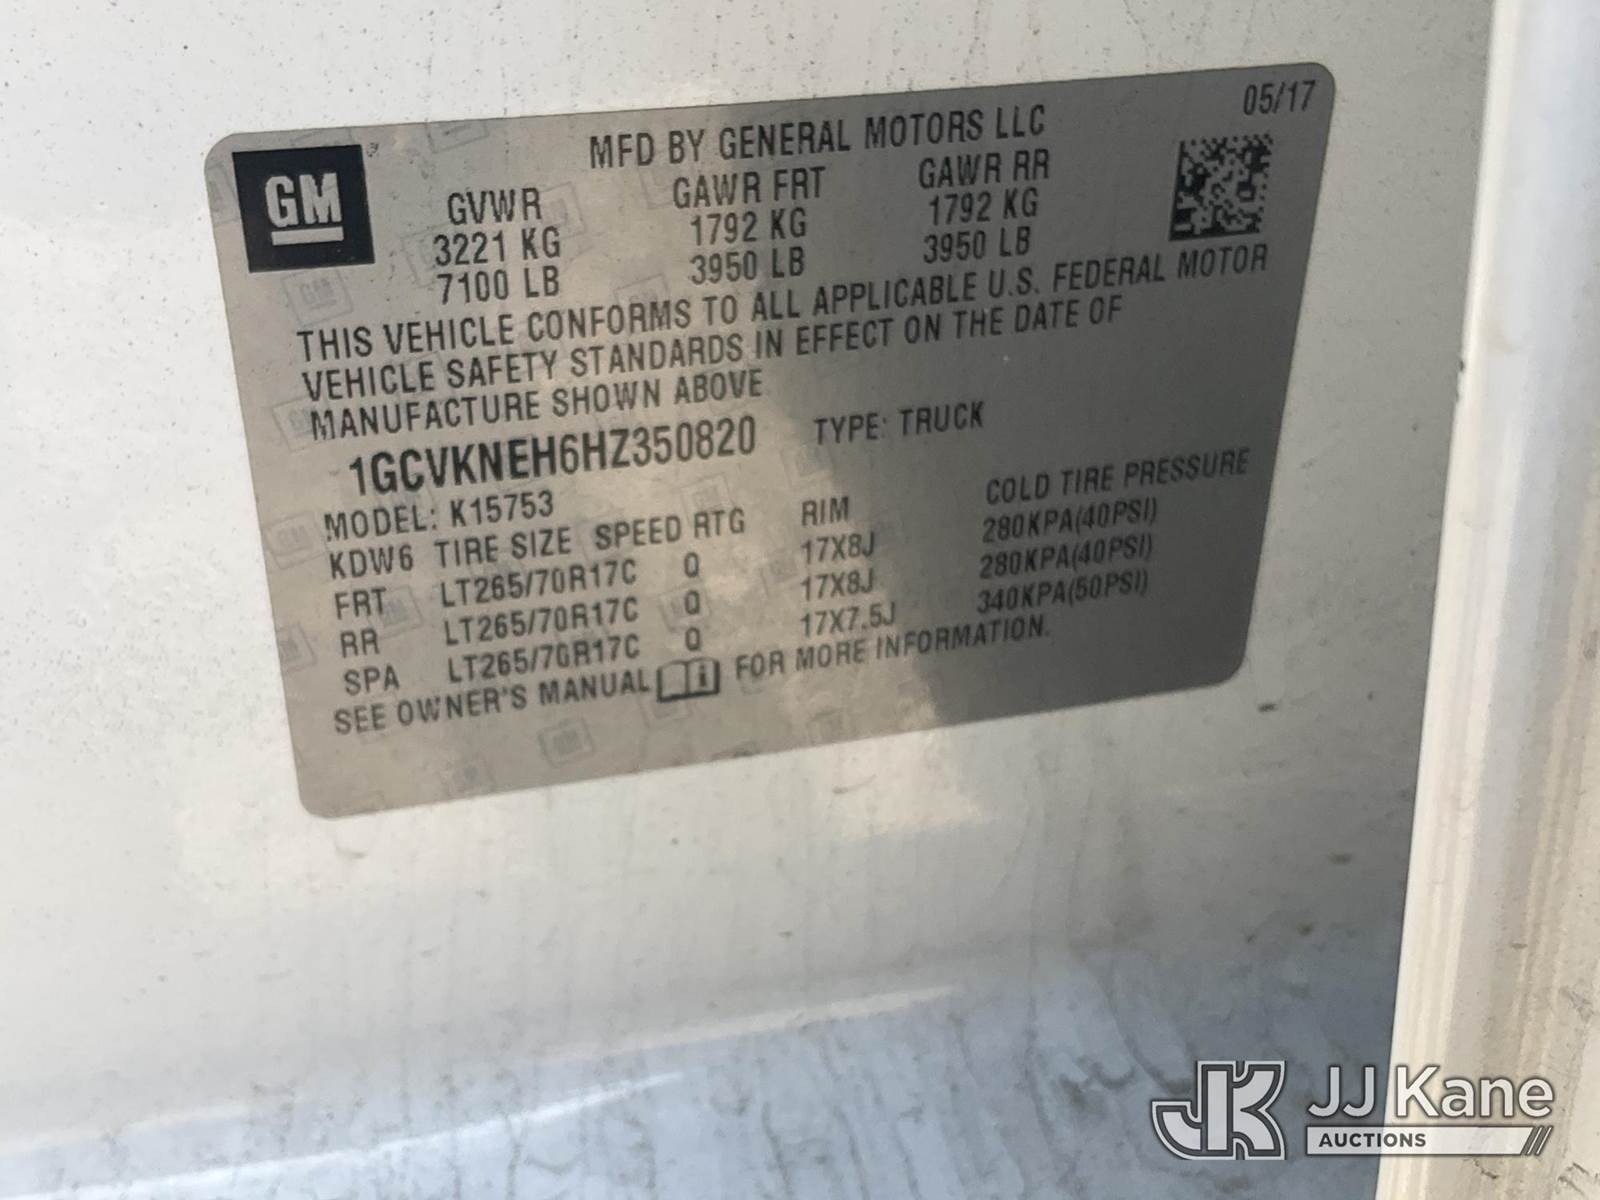 05/17
GM
MFD BY GENERAL MOTORS LLC
GVWR GAWR FRT GAWR RR
3221 KG 1792 KG 1792 KG
7100 LB 3950 LB 3950 LB
THIS VEHICLE CONFORMS TO ALL APPLICABLE U.S. FEDERAL MOTOR
VEHICLE SAFETY STANDARDS IN EFFECT ON THE DATE OF
MANUFACTURE SHOWN ABOVE
1GCVKNEH6HZ350820 TYPE: TRUCK
MODEL: K15753
KDW6 TIRE SIZE SPEED RTG RIM COLD TIRE PRESSURE
FRT LT265/70R17C Q 17X8J 280KPA(40PSI)
RR LT265/70R17C Q 17X8J 280KPA(40PSI)
SPA LT265/70R17C Q 17X7.5J 340KPA(50PSI)
SEE OWNER'S MANUAL FOR MORE INFORMATION.
JK JJ Kane
AUCTIONS